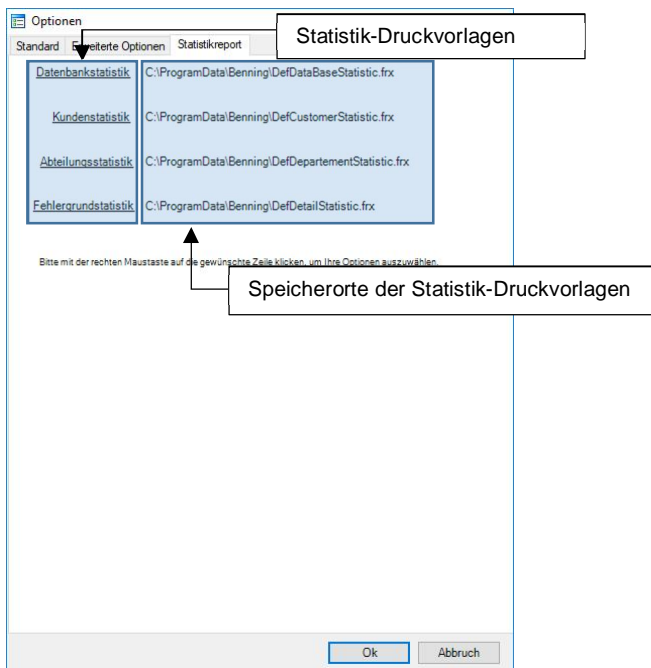 Optionen
Statistik-Druckvorlagen
Standard Erweiterte Optionen Statistikreport
Datenbankstatistik C:\ProgramData\Benning\DefDataBaseStatistic.frx
Kundenstatistik C:\ProgramData\Benning\DefCustomerStatistic.frx
Abteilungsstatistik C:\ProgramData\Benning\DefDepartementStatistic.frx
Fehlergrundstatistik C:\ProgramData\Benning\DefDetailStatistic.frx
Bitte mit der rechten Maustaste auf die gewünschte Zeile klicken, um Ihre Optionen auszuwählen.
Speicherorte der Statistik-Druckvorlagen
Ok Abbruch